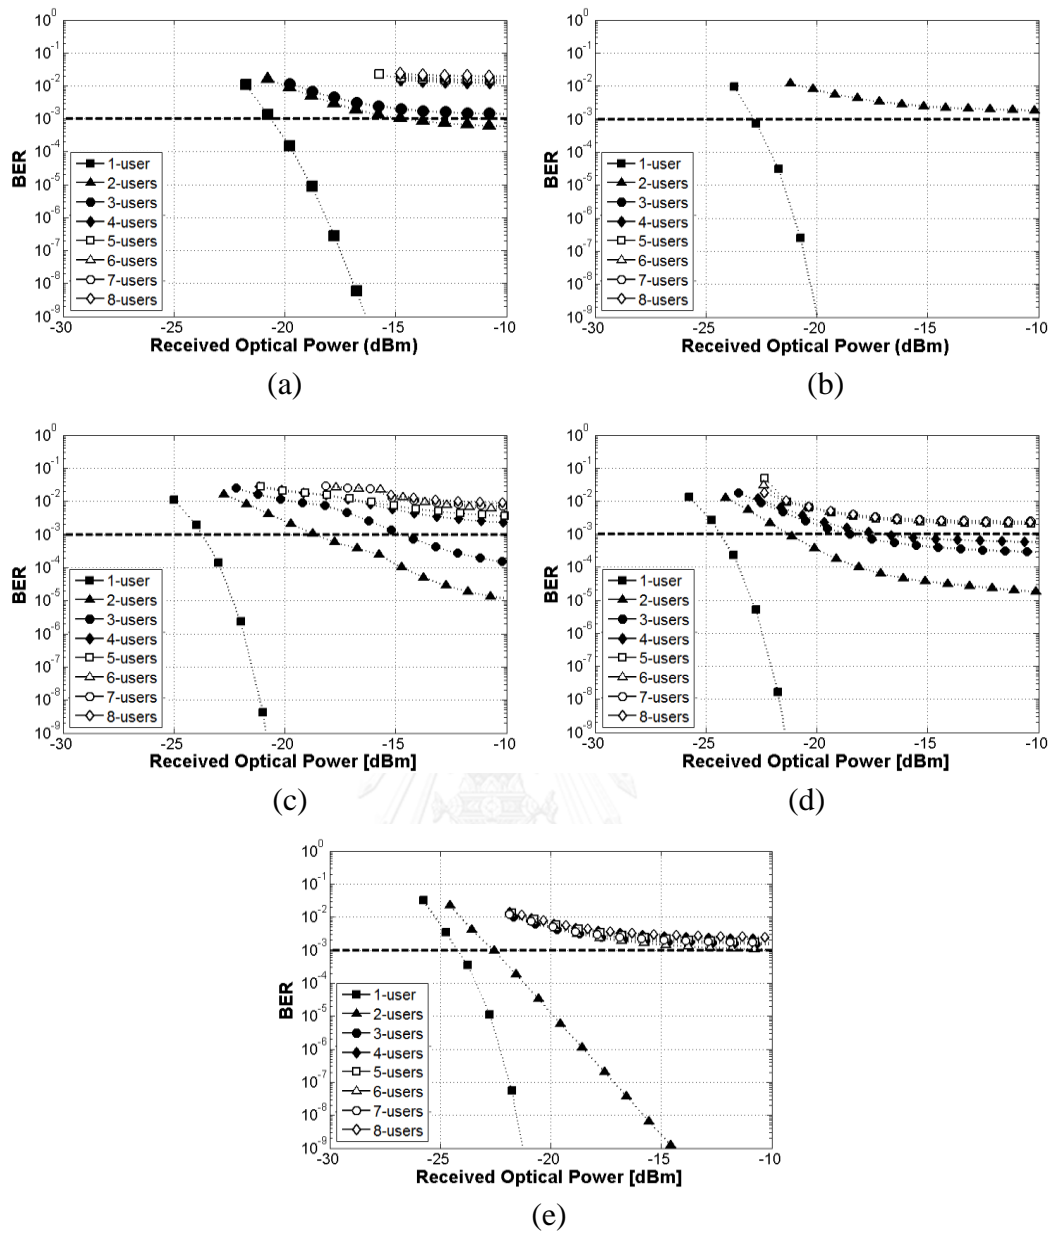 10^0
10^-1
10^-2
10^-3
10^-4
10^-5
10^-6
10^-7
10^-8
10^-9
BER
1-user
2-users
3-users
4-users
5-users
6-users
7-users
8-users
-30 -25 -20 -15 -10
Received Optical Power (dBm)
(a)
10^0
10^-1
10^-2
10^-3
10^-4
10^-5
10^-6
10^-7
10^-8
10^-9
BER
1-user
2-users
3-users
4-users
5-users
6-users
7-users
8-users
-30 -25 -20 -15 -10
Received Optical Power (dBm)
(b)
10^0
10^-1
10^-2
10^-3
10^-4
10^-5
10^-6
10^-7
10^-8
10^-9
BER
1-user
2-users
3-users
4-users
5-users
6-users
7-users
8-users
-30 -25 -20 -15 -10
Received Optical Power [dBm]
(c)
10^0
10^-1
10^-2
10^-3
10^-4
10^-5
10^-6
10^-7
10^-8
10^-9
BER
1-user
2-users
3-users
4-users
5-users
6-users
7-users
8-users
-30 -25 -20 -15 -10
Received Optical Power [dBm]
(d)
10^0
10^-1
10^-2
10^-3
10^-4
10^-5
10^-6
10^-7
10^-8
10^-9
BER
1-user
2-users
3-users
4-users
5-users
6-users
7-users
8-users
-30 -25 -20 -15 -10
Received Optical Power [dBm]
(e)